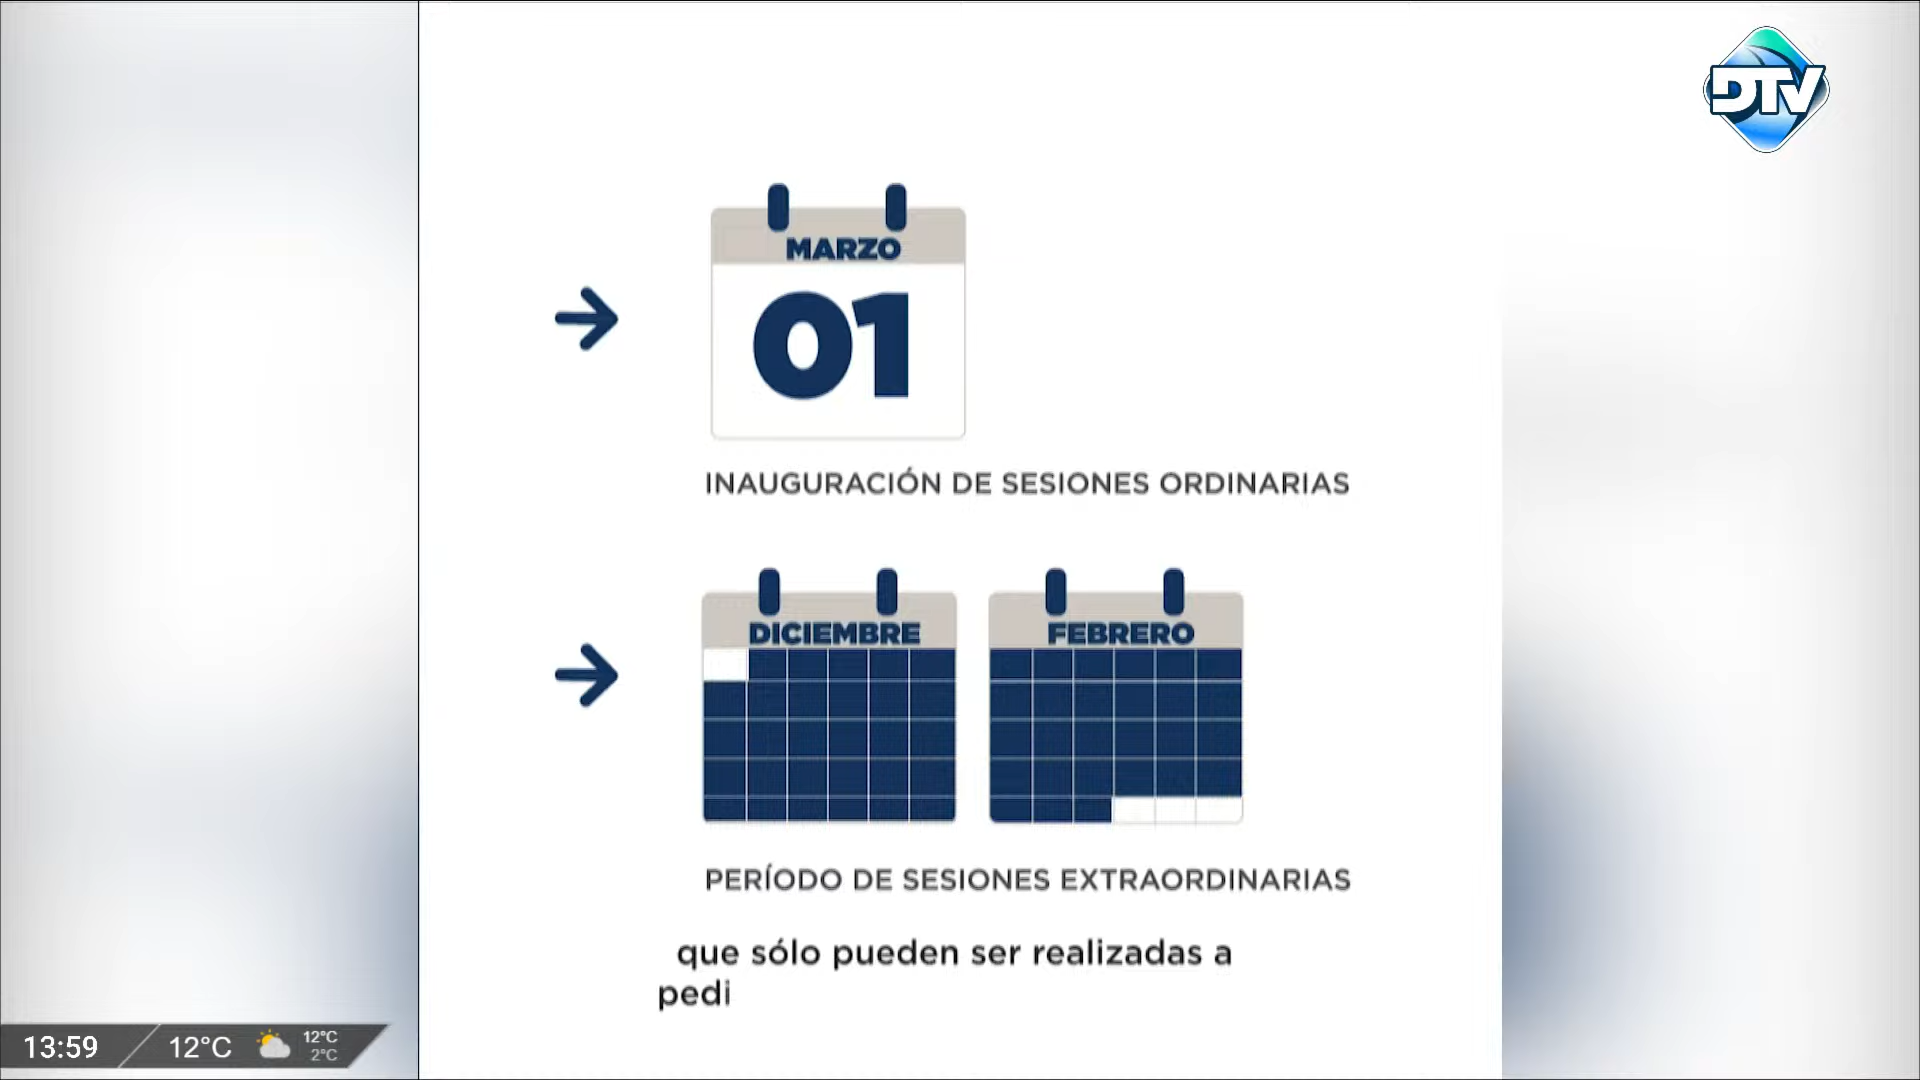 DTV
MARZO
01
INAUGURACIÓN DE SESIONES ORDINARIAS
DICIEMBRE
FEBRERO
PERÍODO DE SESIONES EXTRAORDINARIAS
que sólo pueden ser realizadas a
pedi
13:59
12°C
12°C
2°C